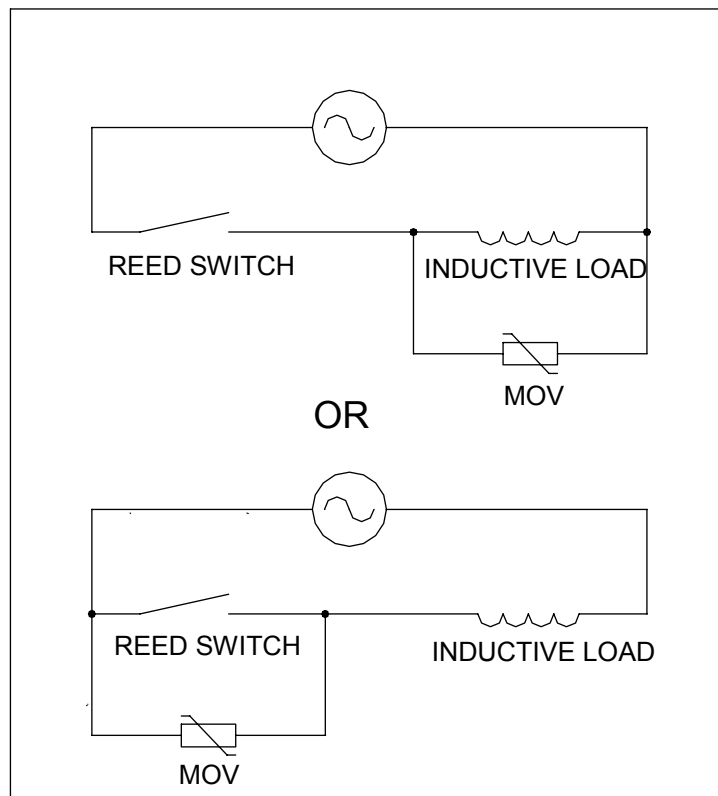 REED SWITCH
INDUCTIVE LOAD
MOV
OR
REED SWITCH
INDUCTIVE LOAD
MOV